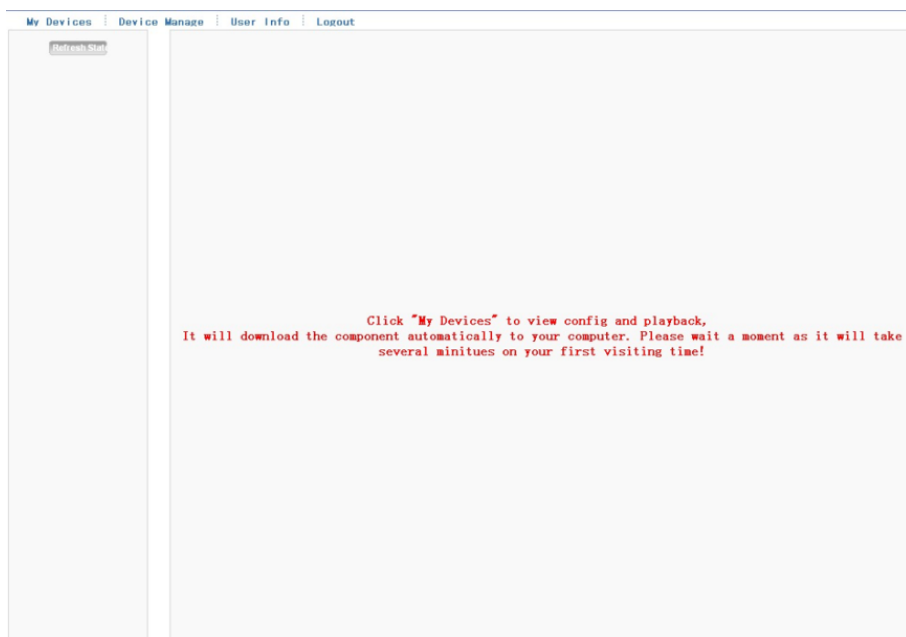 My Devices Device Manage User Info Logout
Refresh State
Click "My Devices" to view config and playback,
It will download the component automatically to your computer. Please wait a moment as it will take
several minitues on your first visiting time!